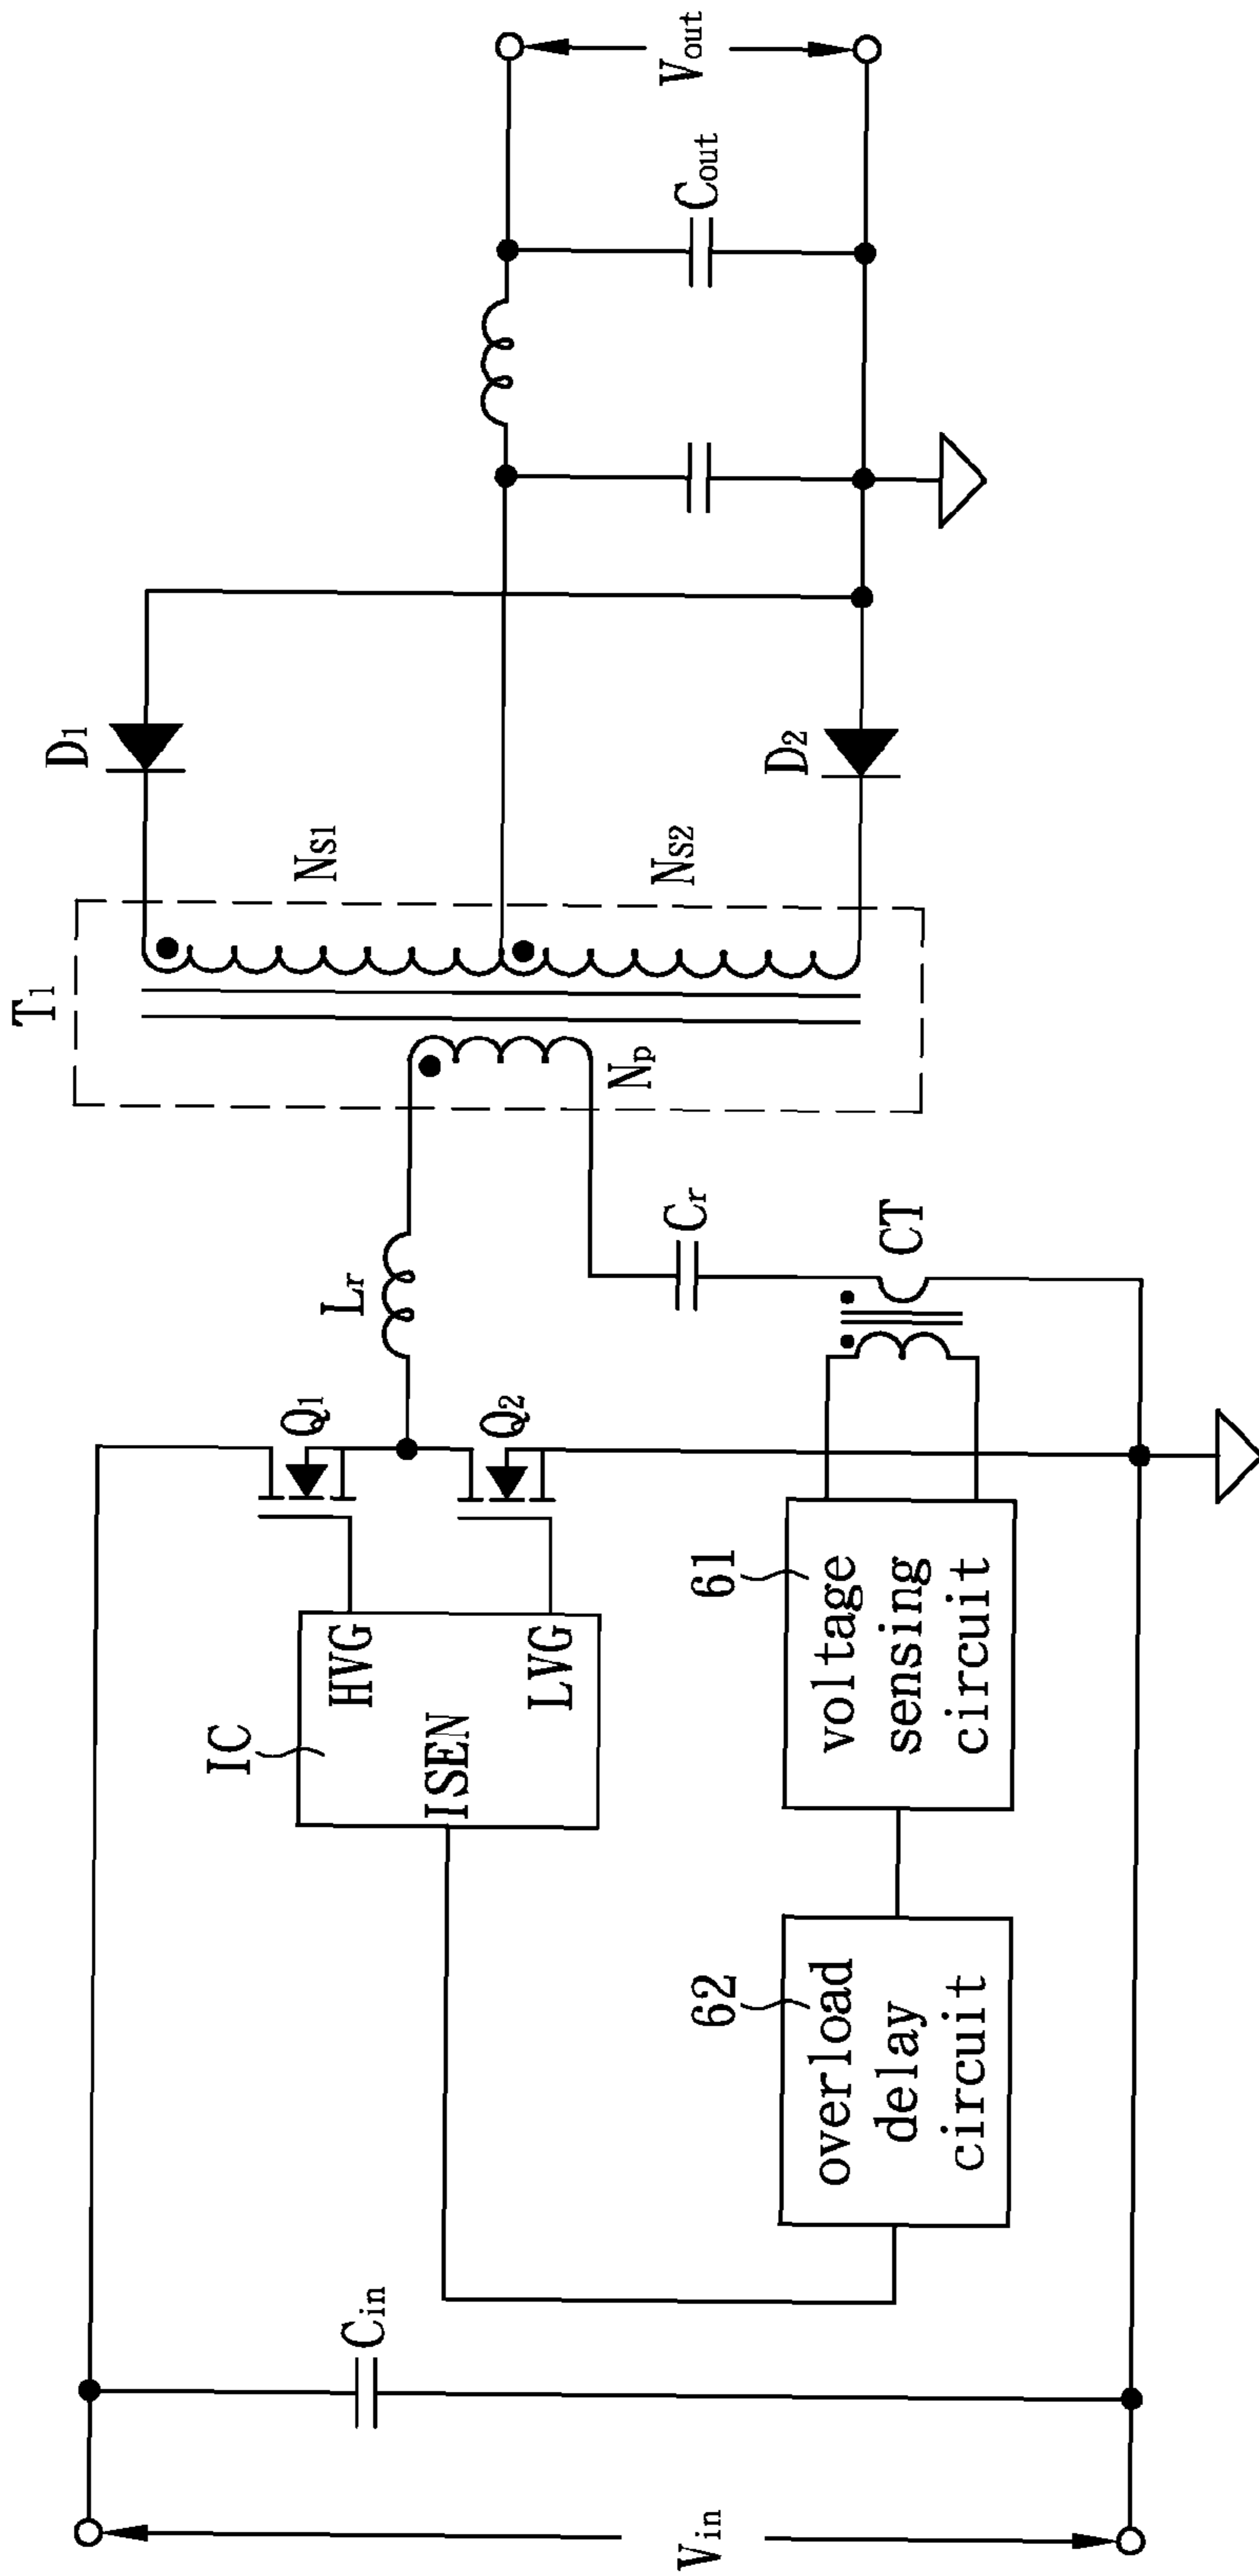 T1
D1
NS1
Vout
Cout
Lr
Np
Q1
IC
HVG
ISEN
LVG
Q2
Cin
Cr
NS2
D2
CT
61
voltage
sensing
circuit
62
overload
delay
circuit
Vin